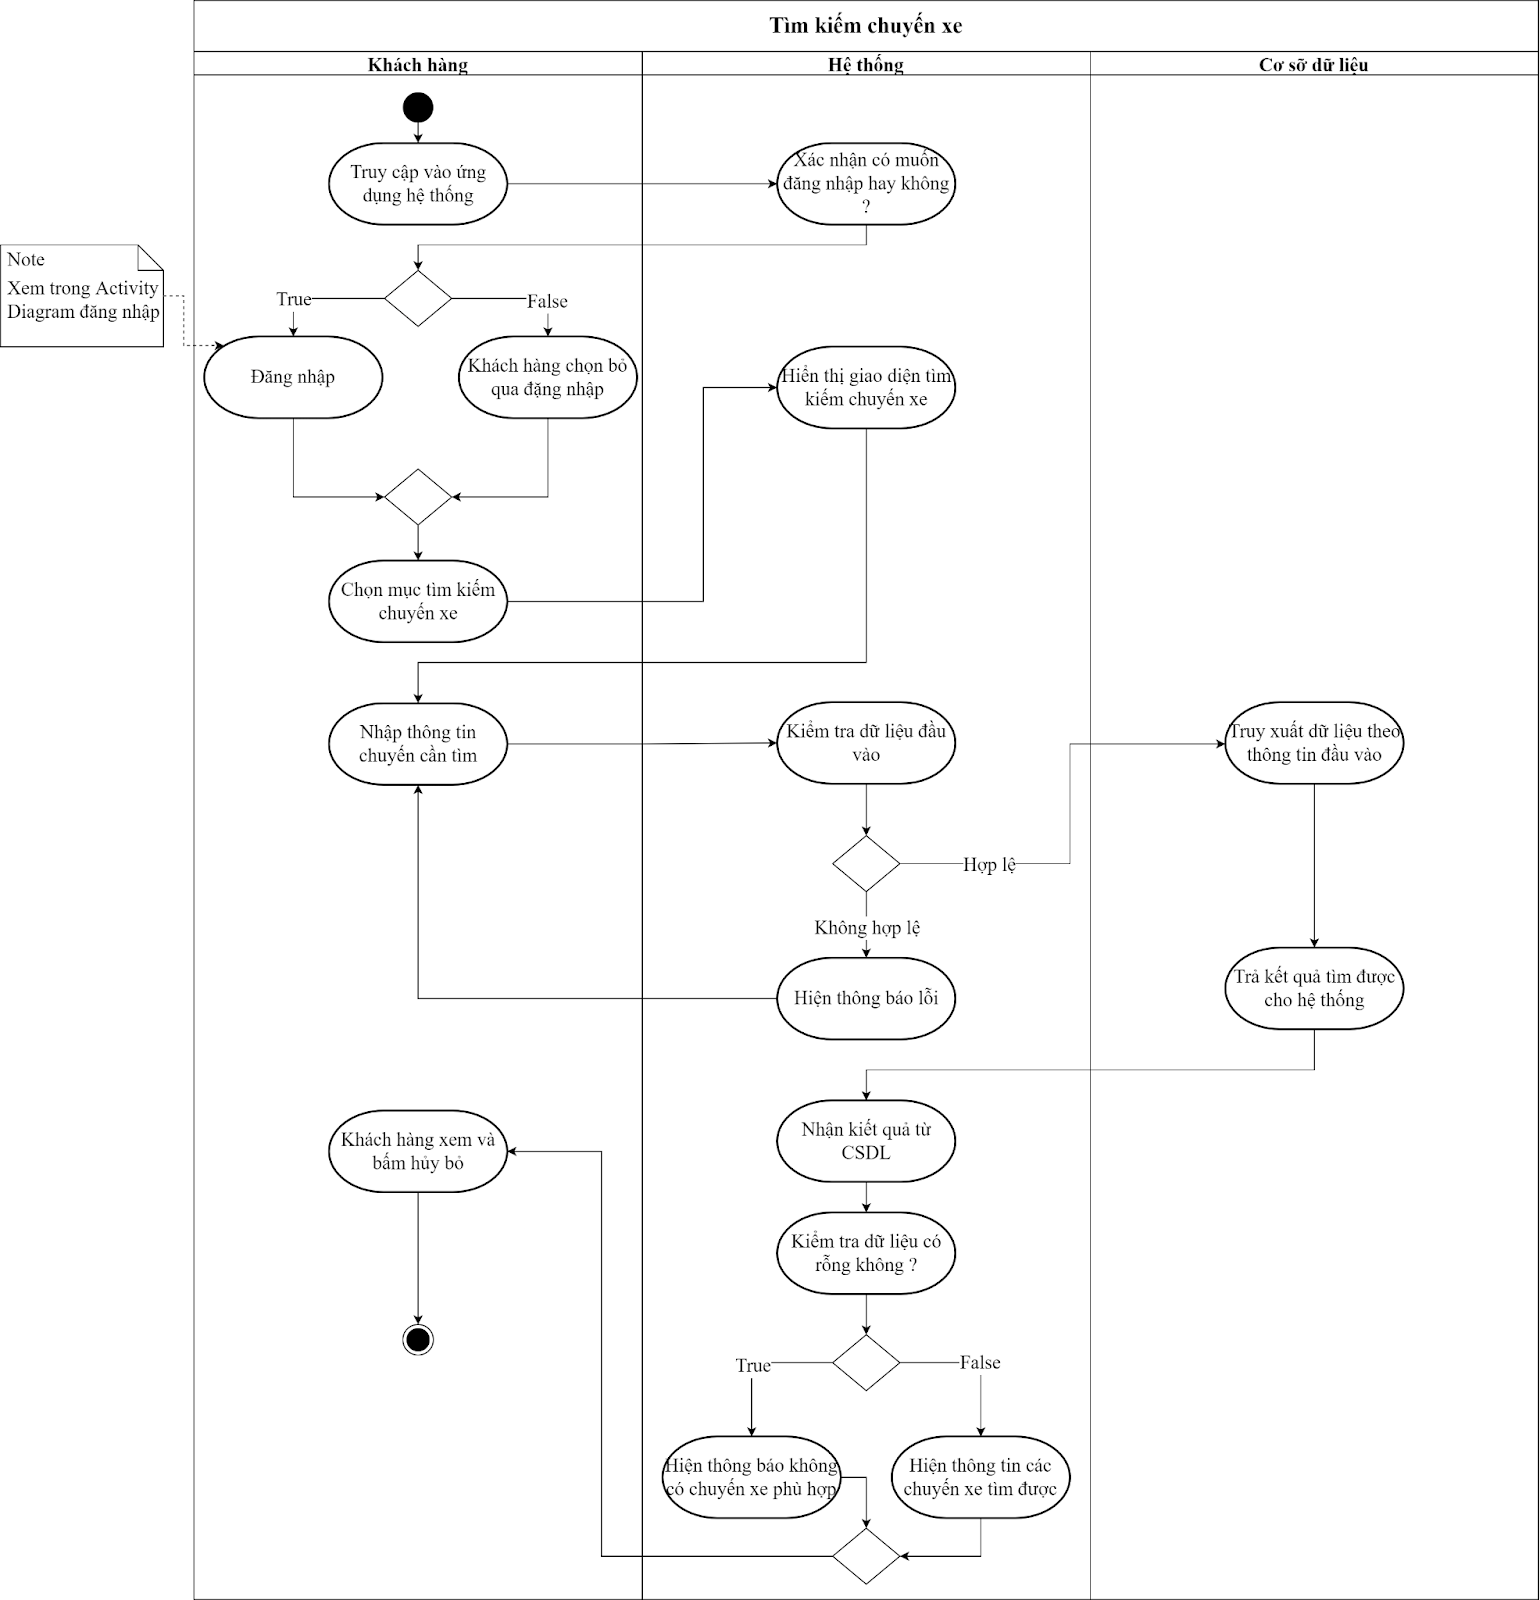 Tìm kiếm chuyến xe
Khách hàng
Hệ thống
Cơ sỡ dữ liệu
Truy cập vào ứng
dụng hệ thống
Xác nhận có muốn
đăng nhập hay không
?
Note
Xem trong Activity
Diagram đăng nhập
True
False
Đăng nhập
Khách hàng chọn bỏ
qua đặng nhập
Hiển thị giao diện tìm
kiếm chuyến xe
Chọn mục tìm kiếm
chuyến xe
Nhập thông tin
chuyến cần tìm
Kiểm tra dữ liệu đầu
vào
Truy xuất dữ liệu theo
thông tin đầu vào
Hợp lệ
Không hợp lệ
Hiện thông báo lỗi
Trả kết quả tìm được
cho hệ thống
Nhận kiết quả từ
CSDL
Khách hàng xem và
bấm hủy bỏ
Kiểm tra dữ liệu có
rỗng không ?
True
False
Hiện thông báo không
có chuyến xe phù hợp
Hiện thông tin các
chuyến xe tìm được